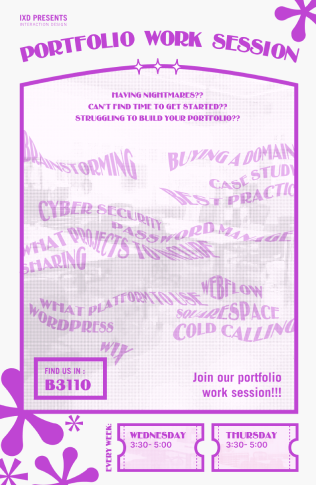 IXD PRESENTS
INTERACTION DESIGN
PORTFOLIO WORK SESSION
HAVING NIGHTMARES??
CAN'T FIND TIME TO GET STARTED??
STRUGGLING TO BUILD YOUR PORTFOLIO??
BRAINSTORMING
BUYING A DOMAIN
CASE STUDY
BEST PRACTIC
CYBER SECURITY
PASSWORD MANAGE
WHAT PROJECTS TO INCLUDE
SHARING
WEBFLOW
WHAT PLATFORM TO USE
SQUARESPACE
WORDPRESS
COLD CALLING
WIX
FIND US IN :
B3110
Join our portfolio
work session!!!
EVERY WEEK:
WEDNESDAY
3:30- 5:00
THURSDAY
3:30- 5:00